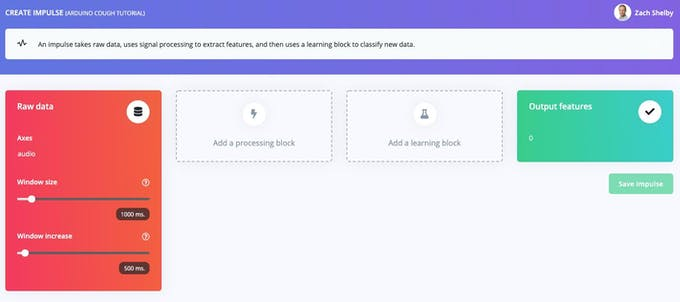 CREATE IMPULSE (ARDUINO COUGH TUTORIAL)
Zach Shelby
An impulse takes raw data, uses signal processing to extract features, and then uses a learning block to classify new data.
Raw data
Axes
audio
Window size
1000 ms.
Window increase
500 ms.
Add a processing block
Add a learning block
Output features
0
Save Impulse